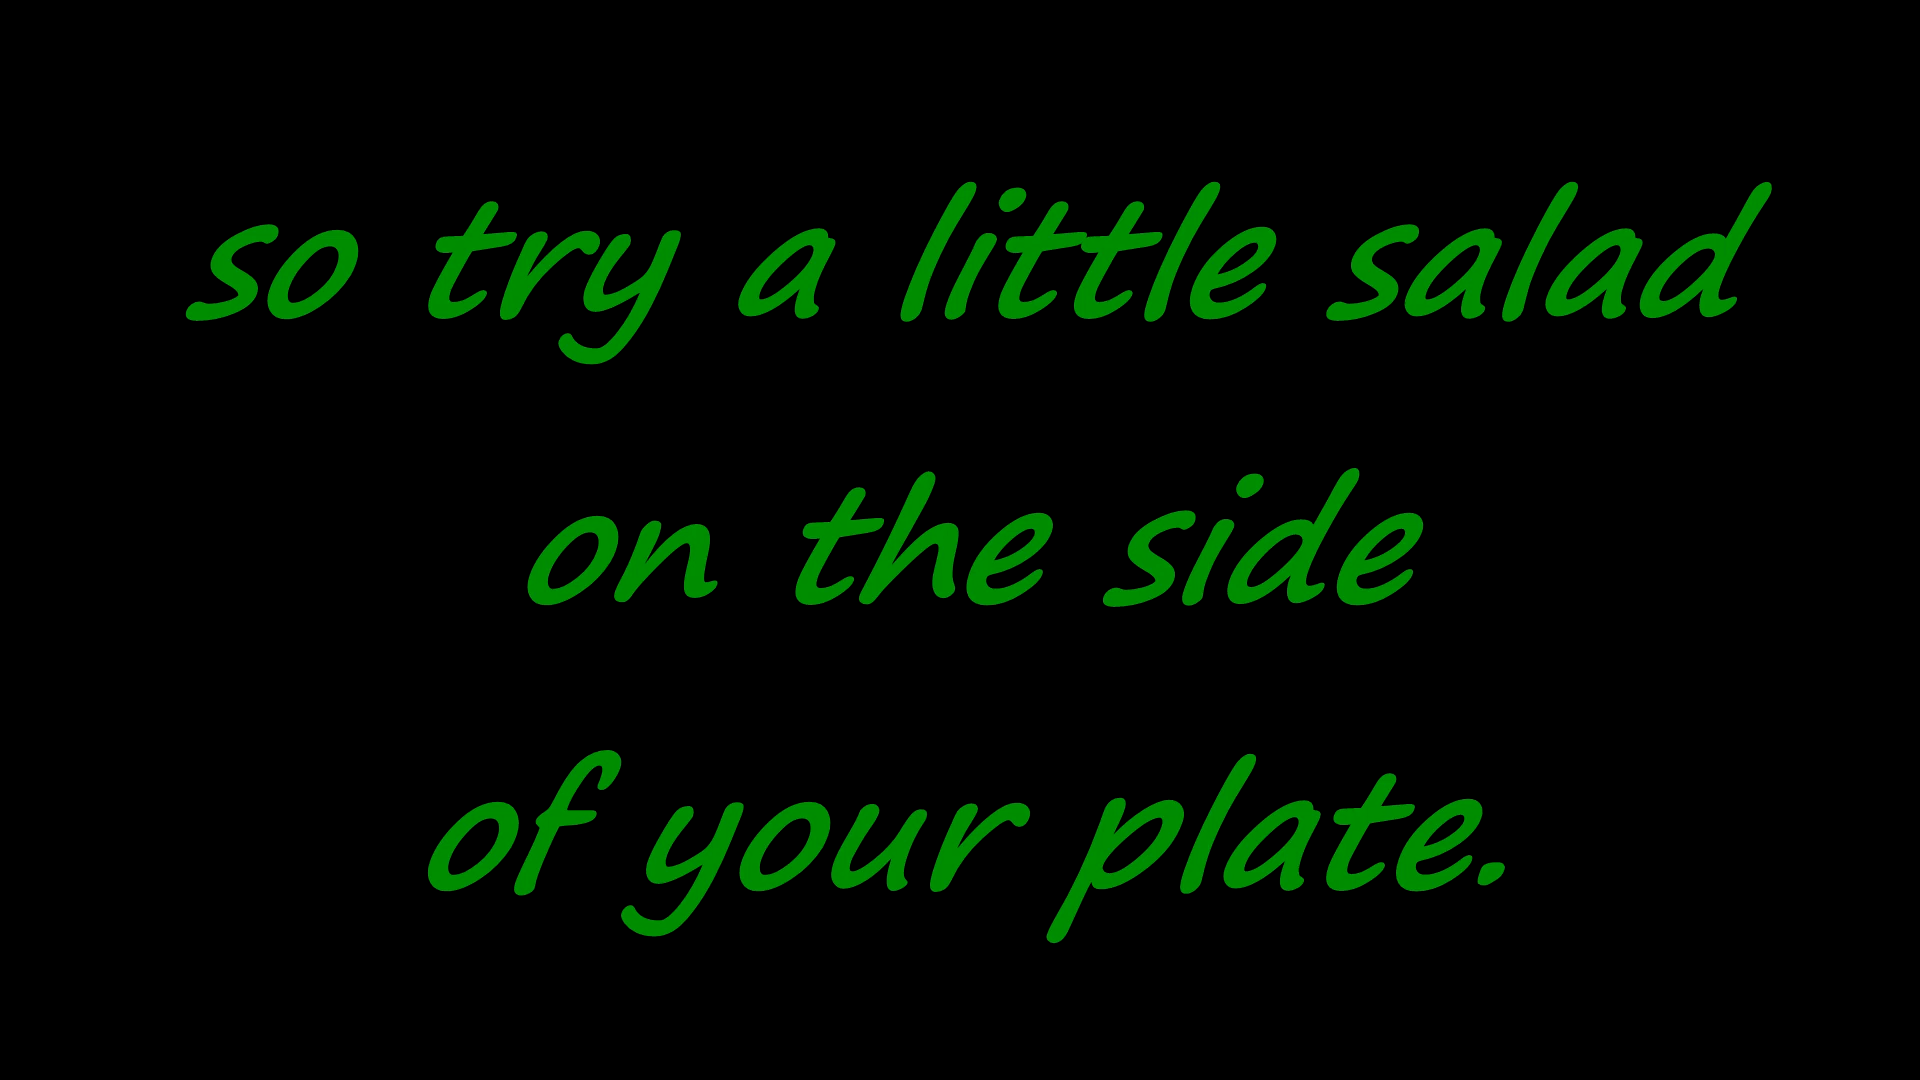 so try a little salad
on the side
of your plate.